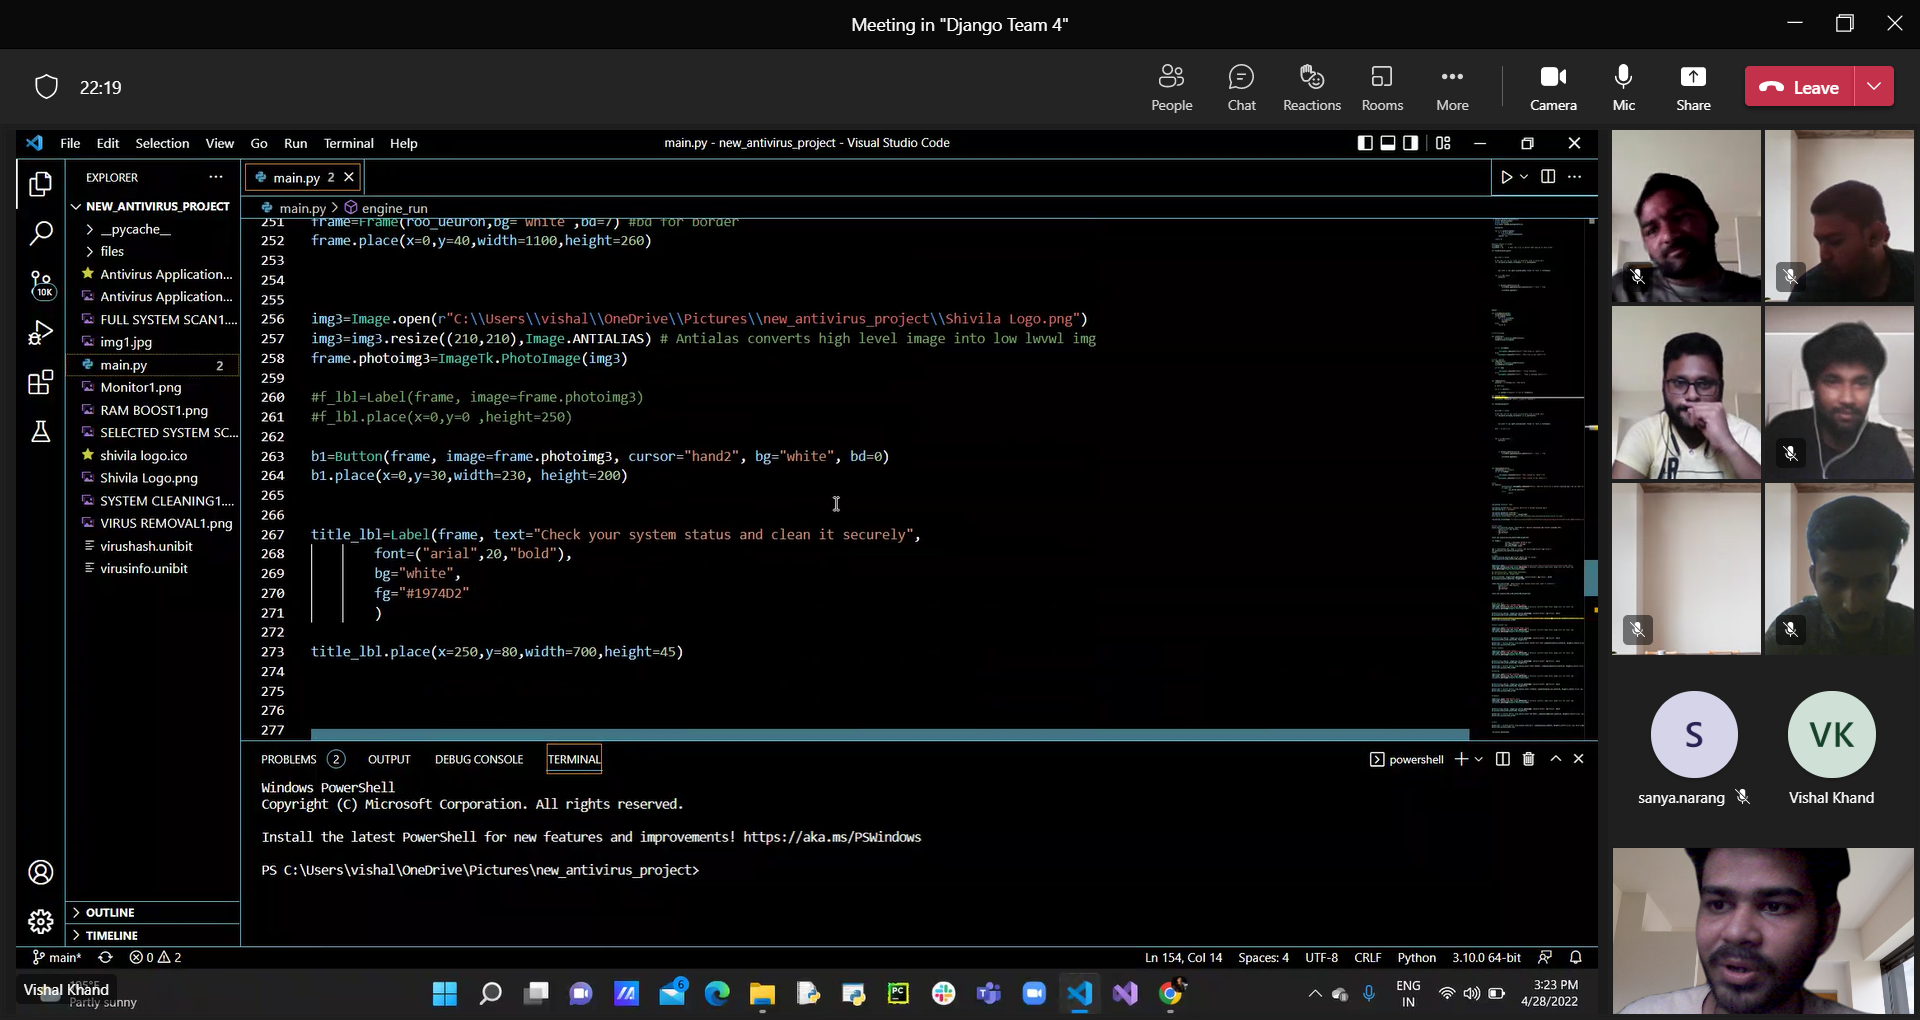 Meeting in "Django Team 4"
22:19
People
Chat
Reactions
Rooms
More
Camera
Mic
Share
Leave
File Edit Selection View Go Run Terminal Help
main.py - new_antivirus_project - Visual Studio Code
EXPLORER
NEW_ANTIVIRUS_PROJECT
__pycache__
files
Antivirus Application...
Antivirus Application...
FULL SYSTEM SCAN1....
img1.jpg
main.py 2
Monitor1.png
RAM BOOST1.png
SELECTED SYSTEM SC...
shivila logo.ico
Shivila Logo.png
SYSTEM CLEANING1....
VIRUS REMOVAL1.png
virushash.unibit
virusinfo.unibit
OUTLINE
TIMELINE
10K
main.py 2
main.py > engine_run
251 frame=Frame(roo_ueuron,bg="white",bd=7) #bd for border
252 frame.place(x=0,y=40,width=1100,height=260)
253
254
255
256 img3=Image.open(r"C:\\Users\\vishal\\OneDrive\\Pictures\\new_antivirus_project\\Shivila Logo.png")
257 img3=img3.resize((210,210),Image.ANTIALIAS) # Antialas converts high level image into low lwvwl img
258 frame.photoimg3=ImageTk.PhotoImage(img3)
259
260 #f_lbl=Label(frame, image=frame.photoimg3)
261 #f_lbl.place(x=0,y=0 ,height=250)
262
263 b1=Button(frame, image=frame.photoimg3, cursor="hand2", bg="white", bd=0)
264 b1.place(x=0,y=30,width=230, height=200)
265
266
267 title_lbl=Label(frame, text="Check your system status and clean it securely",
268 font=("arial",20,"bold"),
269 bg="white",
270 fg="#1974D2"
271 )
272
273 title_lbl.place(x=250,y=80,width=700,height=45)
274
275
276
277
PROBLEMS 2 OUTPUT DEBUG CONSOLE TERMINAL
powershell
Windows PowerShell
Copyright (C) Microsoft Corporation. All rights reserved.
Install the latest PowerShell for new features and improvements! https://aka.ms/PSWindows
PS C:\Users\vishal\OneDrive\Pictures\new_antivirus_project>
main* 0 2
Ln 154, Col 14 Spaces: 4 UTF-8 CRLF Python 3.10.0 64-bit
S
sanya.narang
VK
Vishal Khand
Vishal Khand
Partly sunny
6
PC
ENG
IN
3:23 PM
4/28/2022